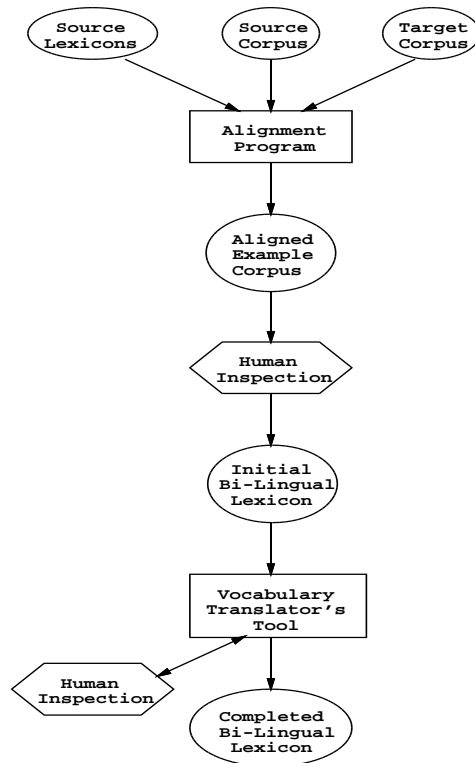 Source
Lexicons
Source
Corpus
Target
Corpus
Alignment
Program
Aligned
Example
Corpus
Human
Inspection
Initial
Bi-Lingual
Lexicon
Vocabulary
Translator's
Tool
Human
Inspection
Completed
Bi-Lingual
Lexicon